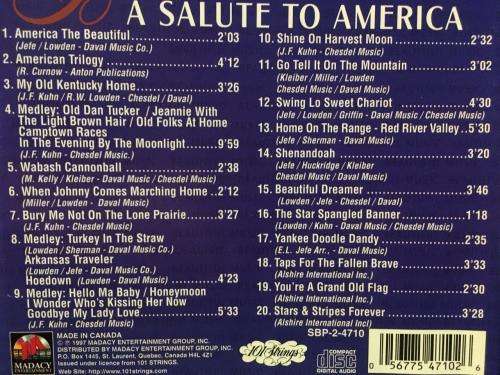 A SALUTE TO AMERICA
1. America The Beautiful...................2'03
(Jefe / Lowden - Daval Music Co.)
2. American Trilogy.........................4'12
(R. Curnow - Anton Publications)
3. My Old Kentucky Home...............3'26
(J.F. Kuhn / R.W. Lowden - Chesdel / Daval)
4. Medley: Old Dan Tucker / Jeannie With
The Light Brown Hair / Old Folks At Home
Camptown Races
In The Evening By The Moonlight....9'59
(J.F. Kuhn - Chesdel Music.)
5. Wabash Cannonball.....................2'38
(M. Kelly / Kleiber - Daval Music / Chesdel Music)
6. When Johnny Comes Marching Home ..2'12
(Miller / Lowden - Daval Music)
7. Bury Me Not On The Lone Prairie......3'27
(J.F. Kuhn - Chesdel Music)
8. Medley: Turkey In The Straw
(Lowden / Sherman - Daval Music Co.)
Arkansas Traveler
(Lowden / Jefe - Daval Music Co.)
Hoedown (Lowden - Daval Music)......4'23
9. Medley: Hello Ma Baby / Honeymoon
I Wonder Who's Kissing Her Now
Goodbye My Lady Love................5'33
(J.F. Kuhn - Chesdel Music)
10. Shine On Harvest Moon................2'32
(J.F. Kuhn - Chesdel Music)
11. Go Tell It On The Mountain ..........3'02
(Kleiber / Miller / Lowden
Chesdel / Daval Music)
12. Swing Lo Sweet Chariot ...............4'30
(Jefe / Lowden / Griffin - Daval Music / Chesdel Music)
13. Home On The Range - Red River Valley ..5'30
(Jefe / Sherman - Daval Music)
14. Shenandoah ..............................3'20
(Jefe / Huckridge / Kleiber
Chesdel Music / Daval Music)
15. Beautiful Dreamer .......................3'46
(Lowden / Jefe - Daval Music)
16. The Star Spangled Banner.............1'18
(Lowden / Kuhn - Daval Music / Chesdel Music)
17. Yankee Doodle Dandy ..................2'35
(E.L. Jefe Arr., - Daval Music)
18. Taps For The Fallen Brave ............3'33
(Alshire International Inc.)
19. You're A Grand Old Flag................2'30
(Alshire International Inc.)
20. Stars & Stripes Forever ................3'28
(Alshire International Inc.)
SBP-2-4710
MADACY
ENTERTAINMENT
MADE IN CANADA
© ℗ 1997 MADACY ENTERTAINMENT GROUP, INC.
DISTRIBUTED BY MADACY ENTERTAINMENT GROUP, INC.
P.O. Box 1445, St. Laurent, Quebec, Canada H4L 4Z1
Issued under licence from 101 STRINGS.
Web Site: http://www.101strings.com
101 Strings
COMPACT
disc
DIGITAL AUDIO
0 56775 47102 6